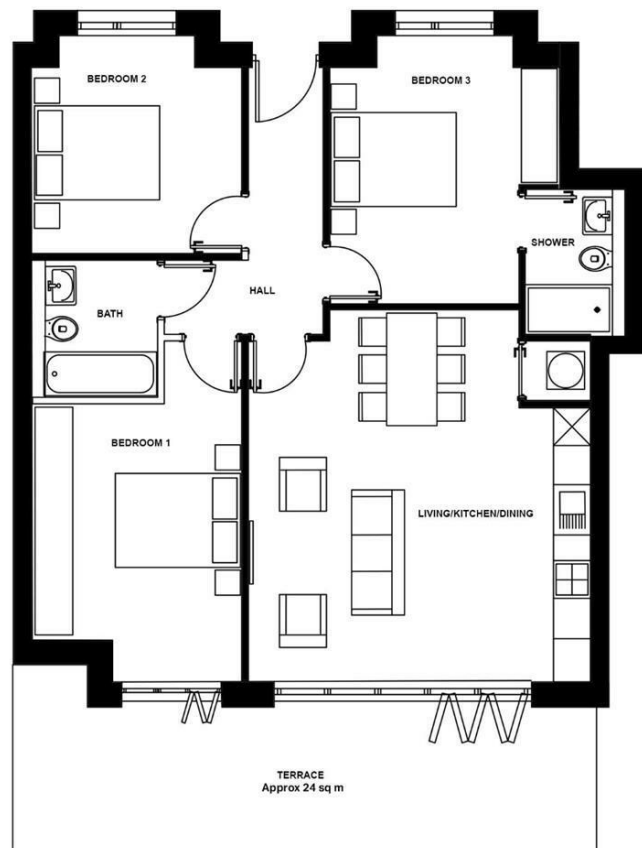 BEDROOM 2
BEDROOM 3
SHOWER
HALL
BATH
BEDROOM 1
LIVING/KITCHEN/DINING
TERRACE
Approx 24 sq m